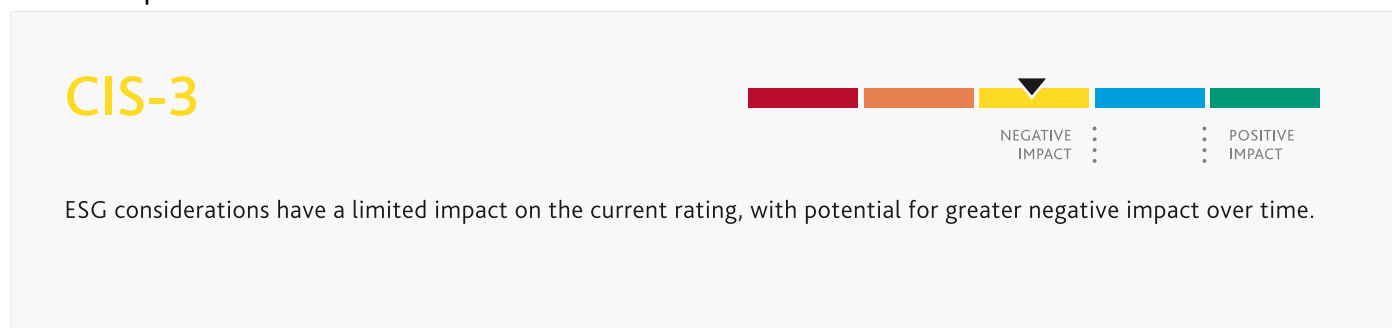 CIS-3
NEGATIVE
IMPACT
POSITIVE
IMPACT
ESG considerations have a limited impact on the current rating, with potential for greater negative impact over time.